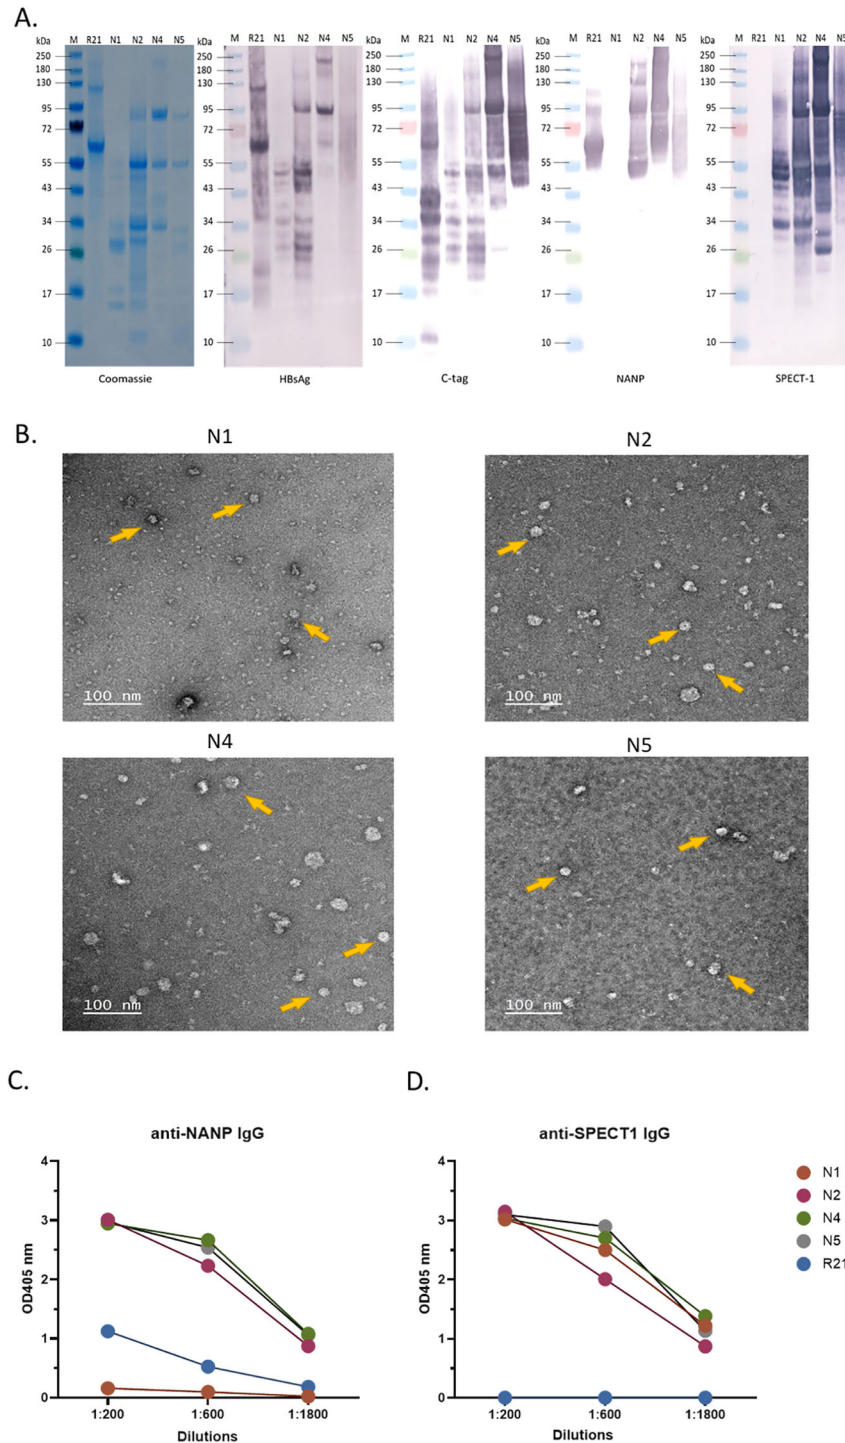 A.
kDa M R21 N1 N2 N4 N5
250
180
130
95
72
55
43
34
26
17
10
Coomassie
kDa M R21 N1 N2 N4 N5
250
180
130
95
72
55
43
34
26
17
10
HBsAg
kDa M R21 N1 N2 N4 N5
250
180
130
95
72
55
43
34
26
17
10
C-tag
kDa M R21 N1 N2 N4 N5
250
180
130
95
72
55
43
34
26
17
10
NANP
kDa M R21 N1 N2 N4 N5
250
180
130
95
72
55
43
34
26
17
10
SPECT-1
B.
N1
100 nm
N2
100 nm
N4
100 nm
N5
100 nm
C.
anti-NANP IgG
OD405 nm
4
3
2
1
0
1:200 1:600 1:1800
Dilutions
D.
anti-SPECT1 IgG
OD405 nm
4
3
2
1
0
1:200 1:600 1:1800
Dilutions
N1
N2
N4
N5
R21